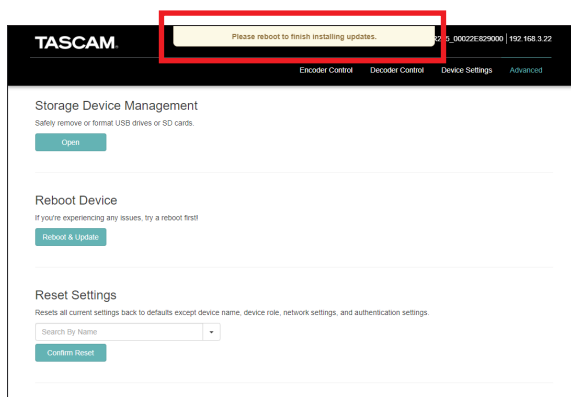 TASCAM
Please reboot to finish installing updates.
5_00022E829000 | 192.168.3.22
Encoder Control Decoder Control Device Settings Advanced
Storage Device Management
Safely remove or format USB drives or SD cards.
Open
Reboot Device
If you're experiencing any issues, try a reboot first!
Reboot & Update
Reset Settings
Resets all current settings back to defaults except device name, device role, network settings, and authentication settings.
Search By Name
Confirm Reset